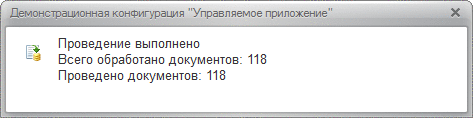 Демонстрационная конфигурация "Управляемое приложение"
Проведение выполнено
Всего обработано документов: 118
Проведено документов: 118